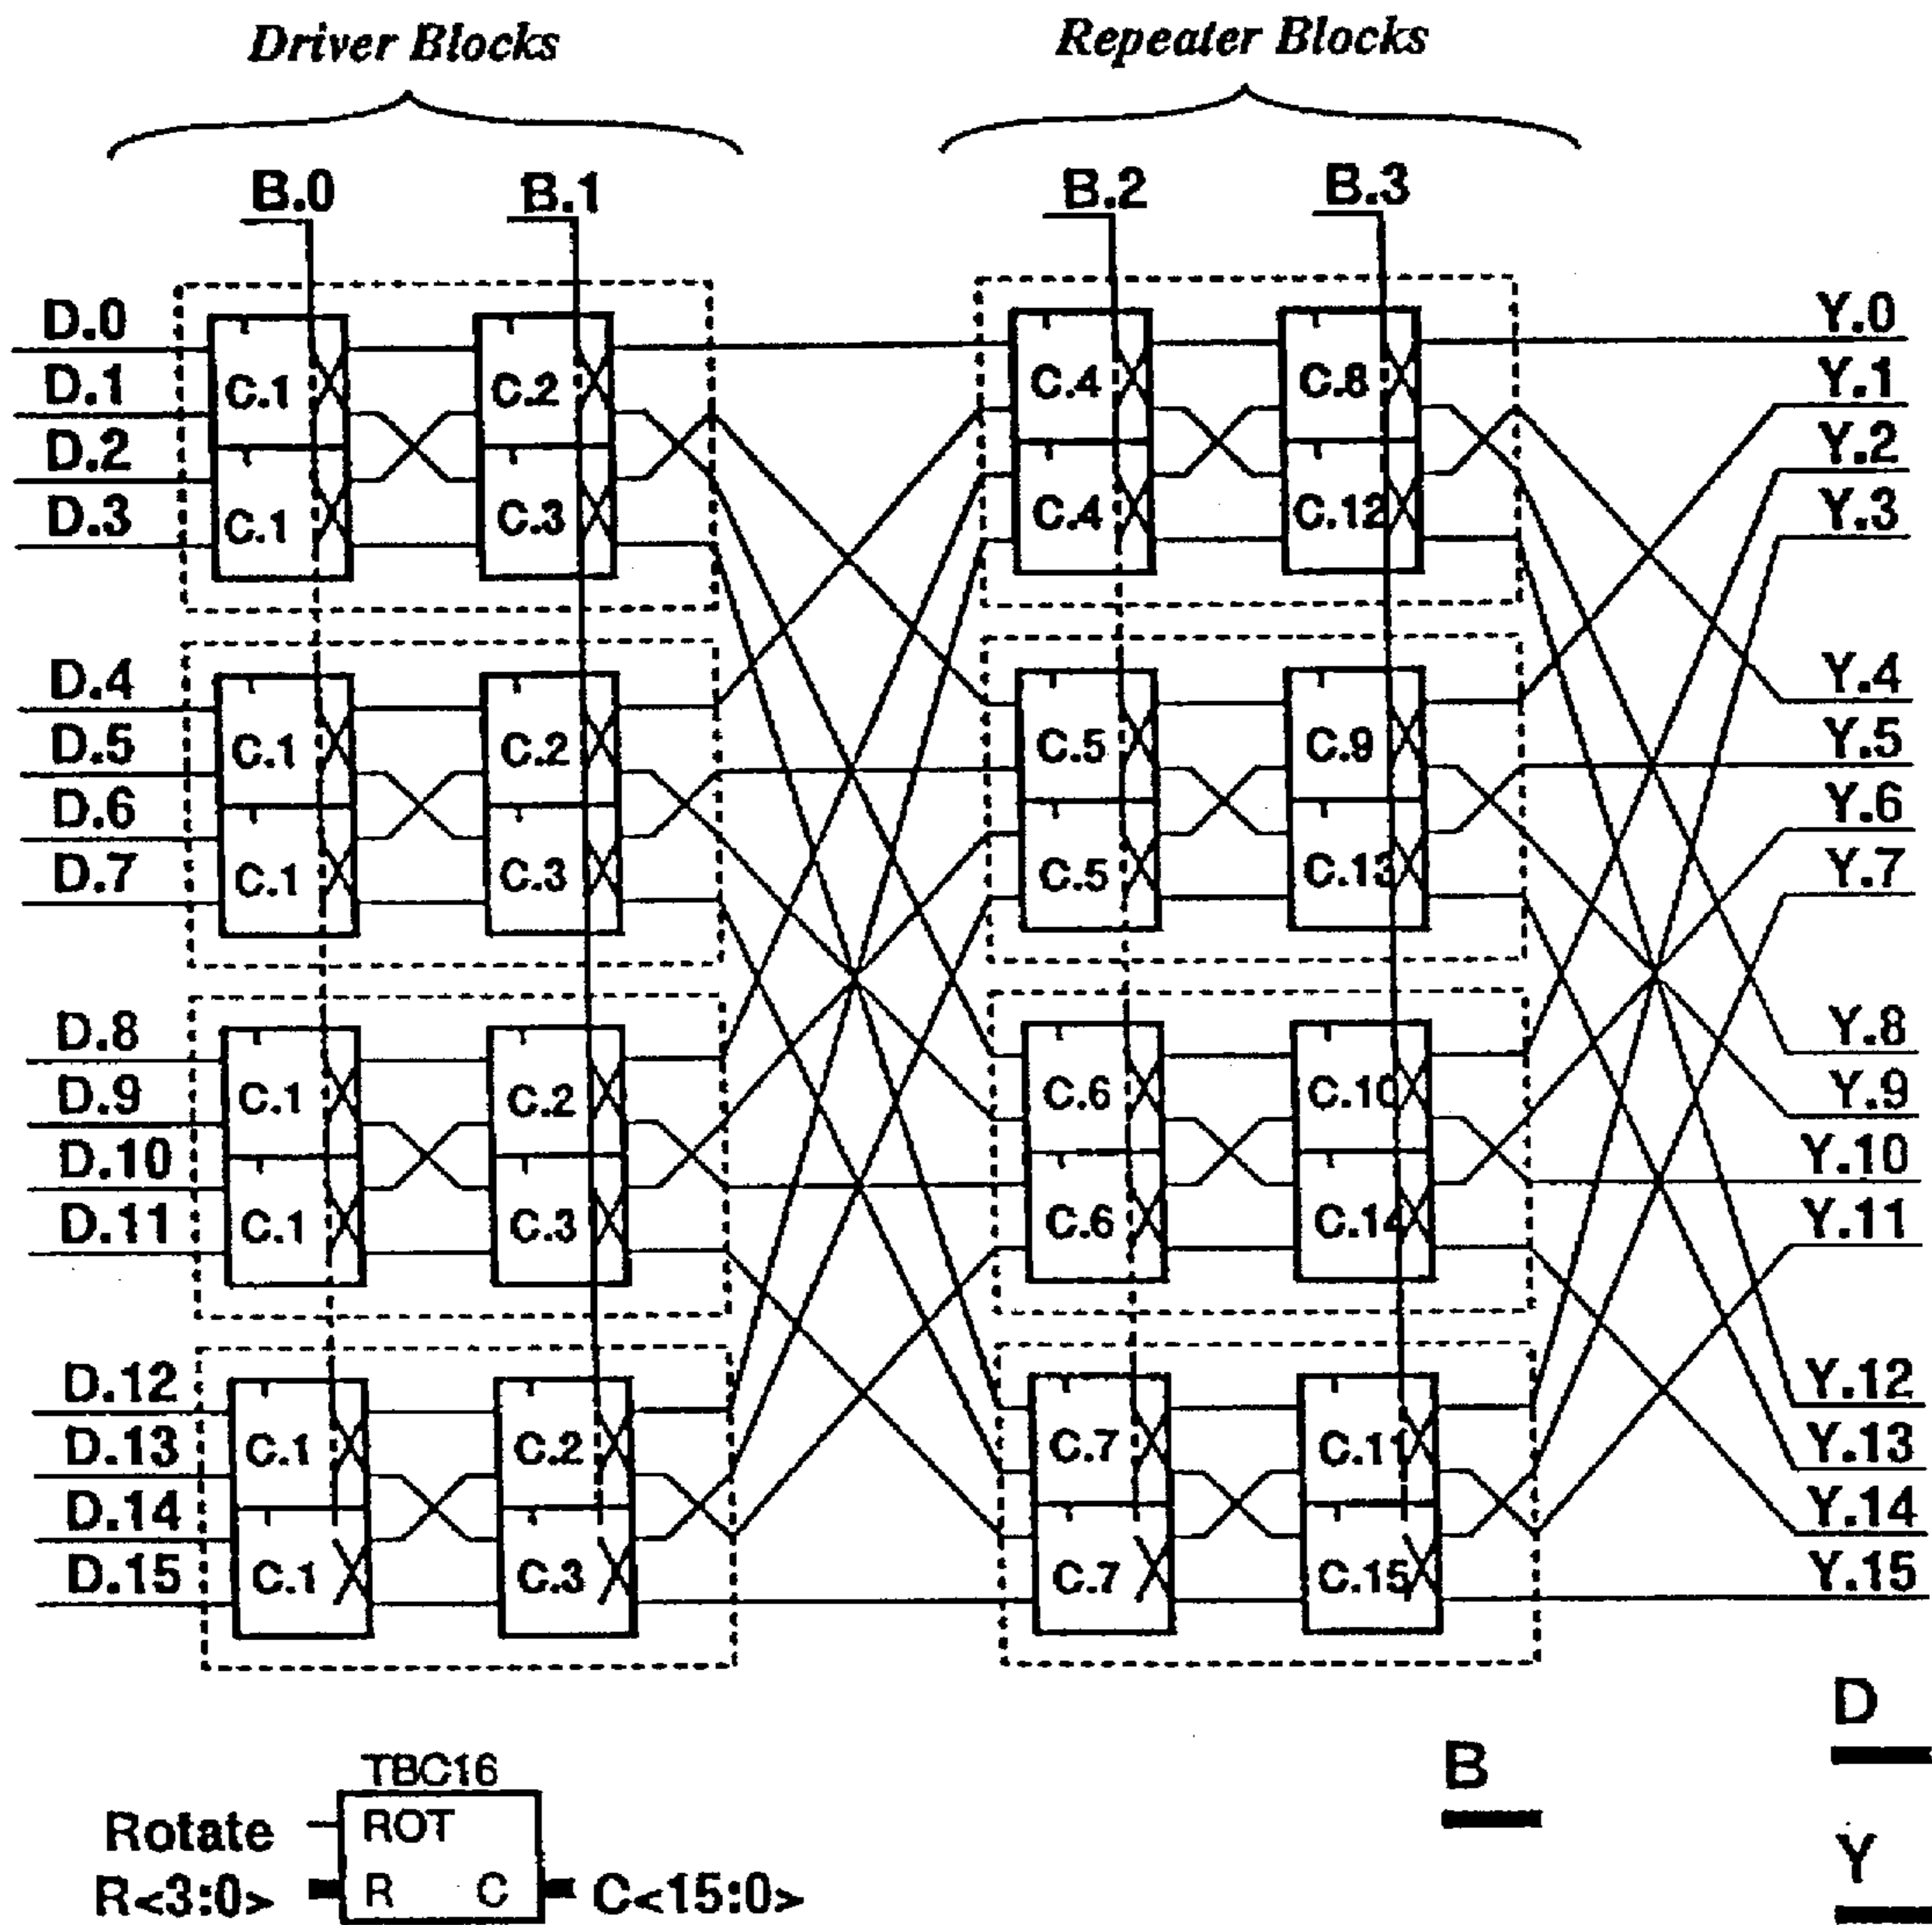 Driver Blocks Repeater Blocks
B.0 B.1 B.2 B.3
D.0 Y.0
D.1 C.1 C.2 C.4 C.8 Y.1
D.2 Y.2
D.3 C.1 C.3 C.4 C.12 Y.3
D.4 Y.4
D.5 C.1 C.2 C.5 C.9 Y.5
D.6 Y.6
D.7 C.1 C.3 C.5 C.13 Y.7
D.8 Y.8
D.9 C.1 C.2 C.6 C.10 Y.9
D.10 Y.10
D.11 C.1 C.3 C.6 C.14 Y.11
D.12 Y.12
D.13 C.1 C.2 C.7 C.11 Y.13
D.14 Y.14
D.15 C.1 C.3 C.7 C.15 Y.15
D
B
TBC16
Rotate ROT
Y
R<3:0> R C C<15:0>